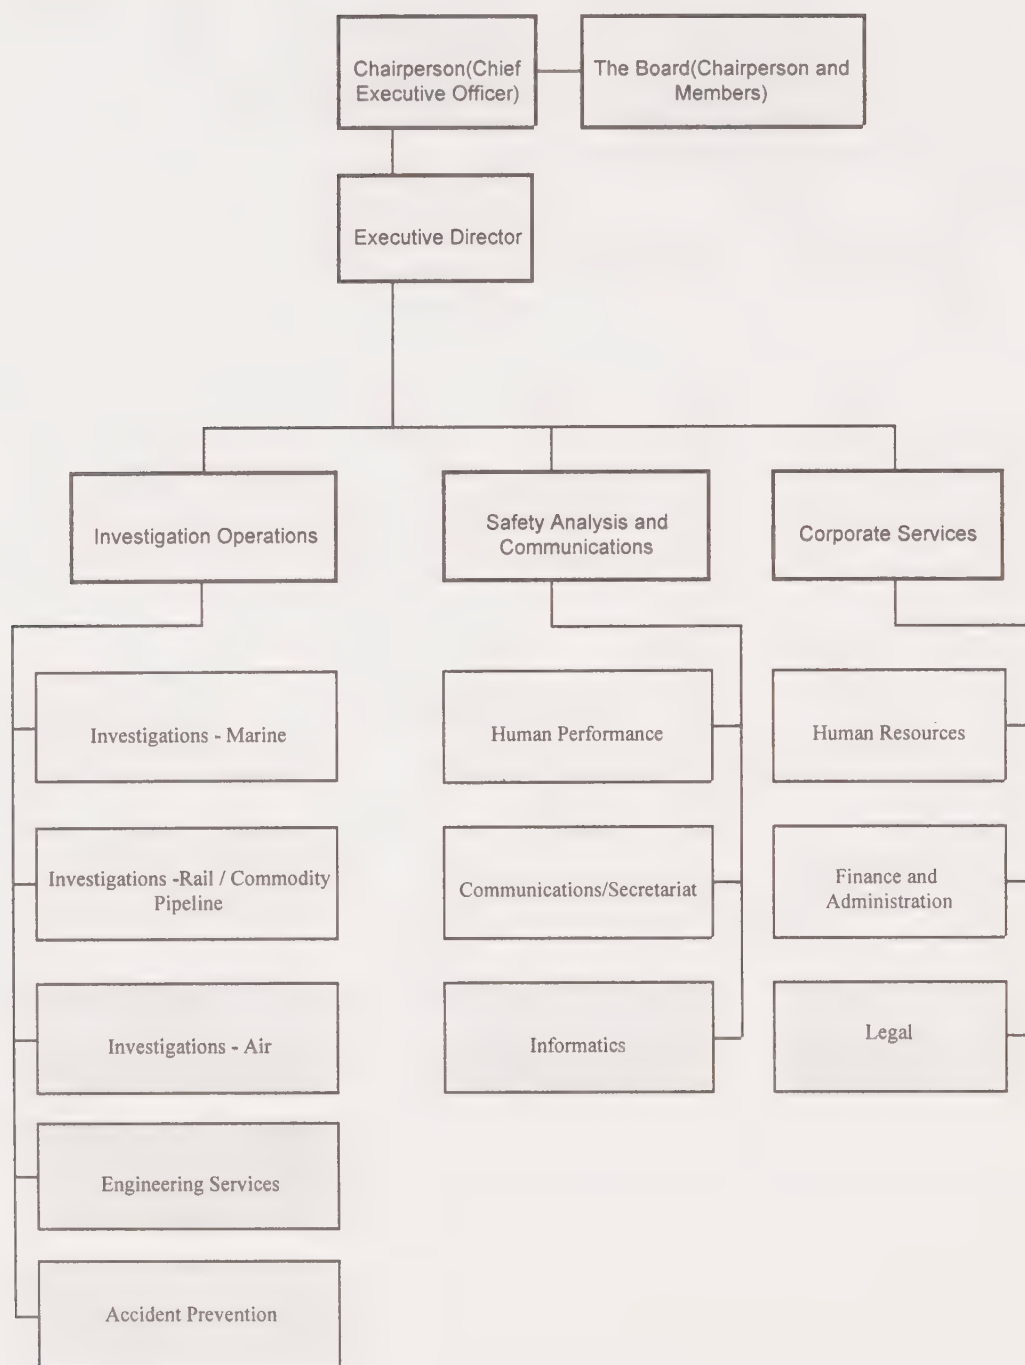 Chairperson(Chief
Executive Officer)
The Board(Chairperson and
Members)
Executive Director
Investigation Operations
Safety Analysis and
Communications
Corporate Services
Investigations - Marine
Human Performance
Human Resources
Investigations -Rail / Commodity
Pipeline
Communications/Secretariat
Finance and
Administration
Investigations - Air
Informatics
Legal
Engineering Services
Accident Prevention